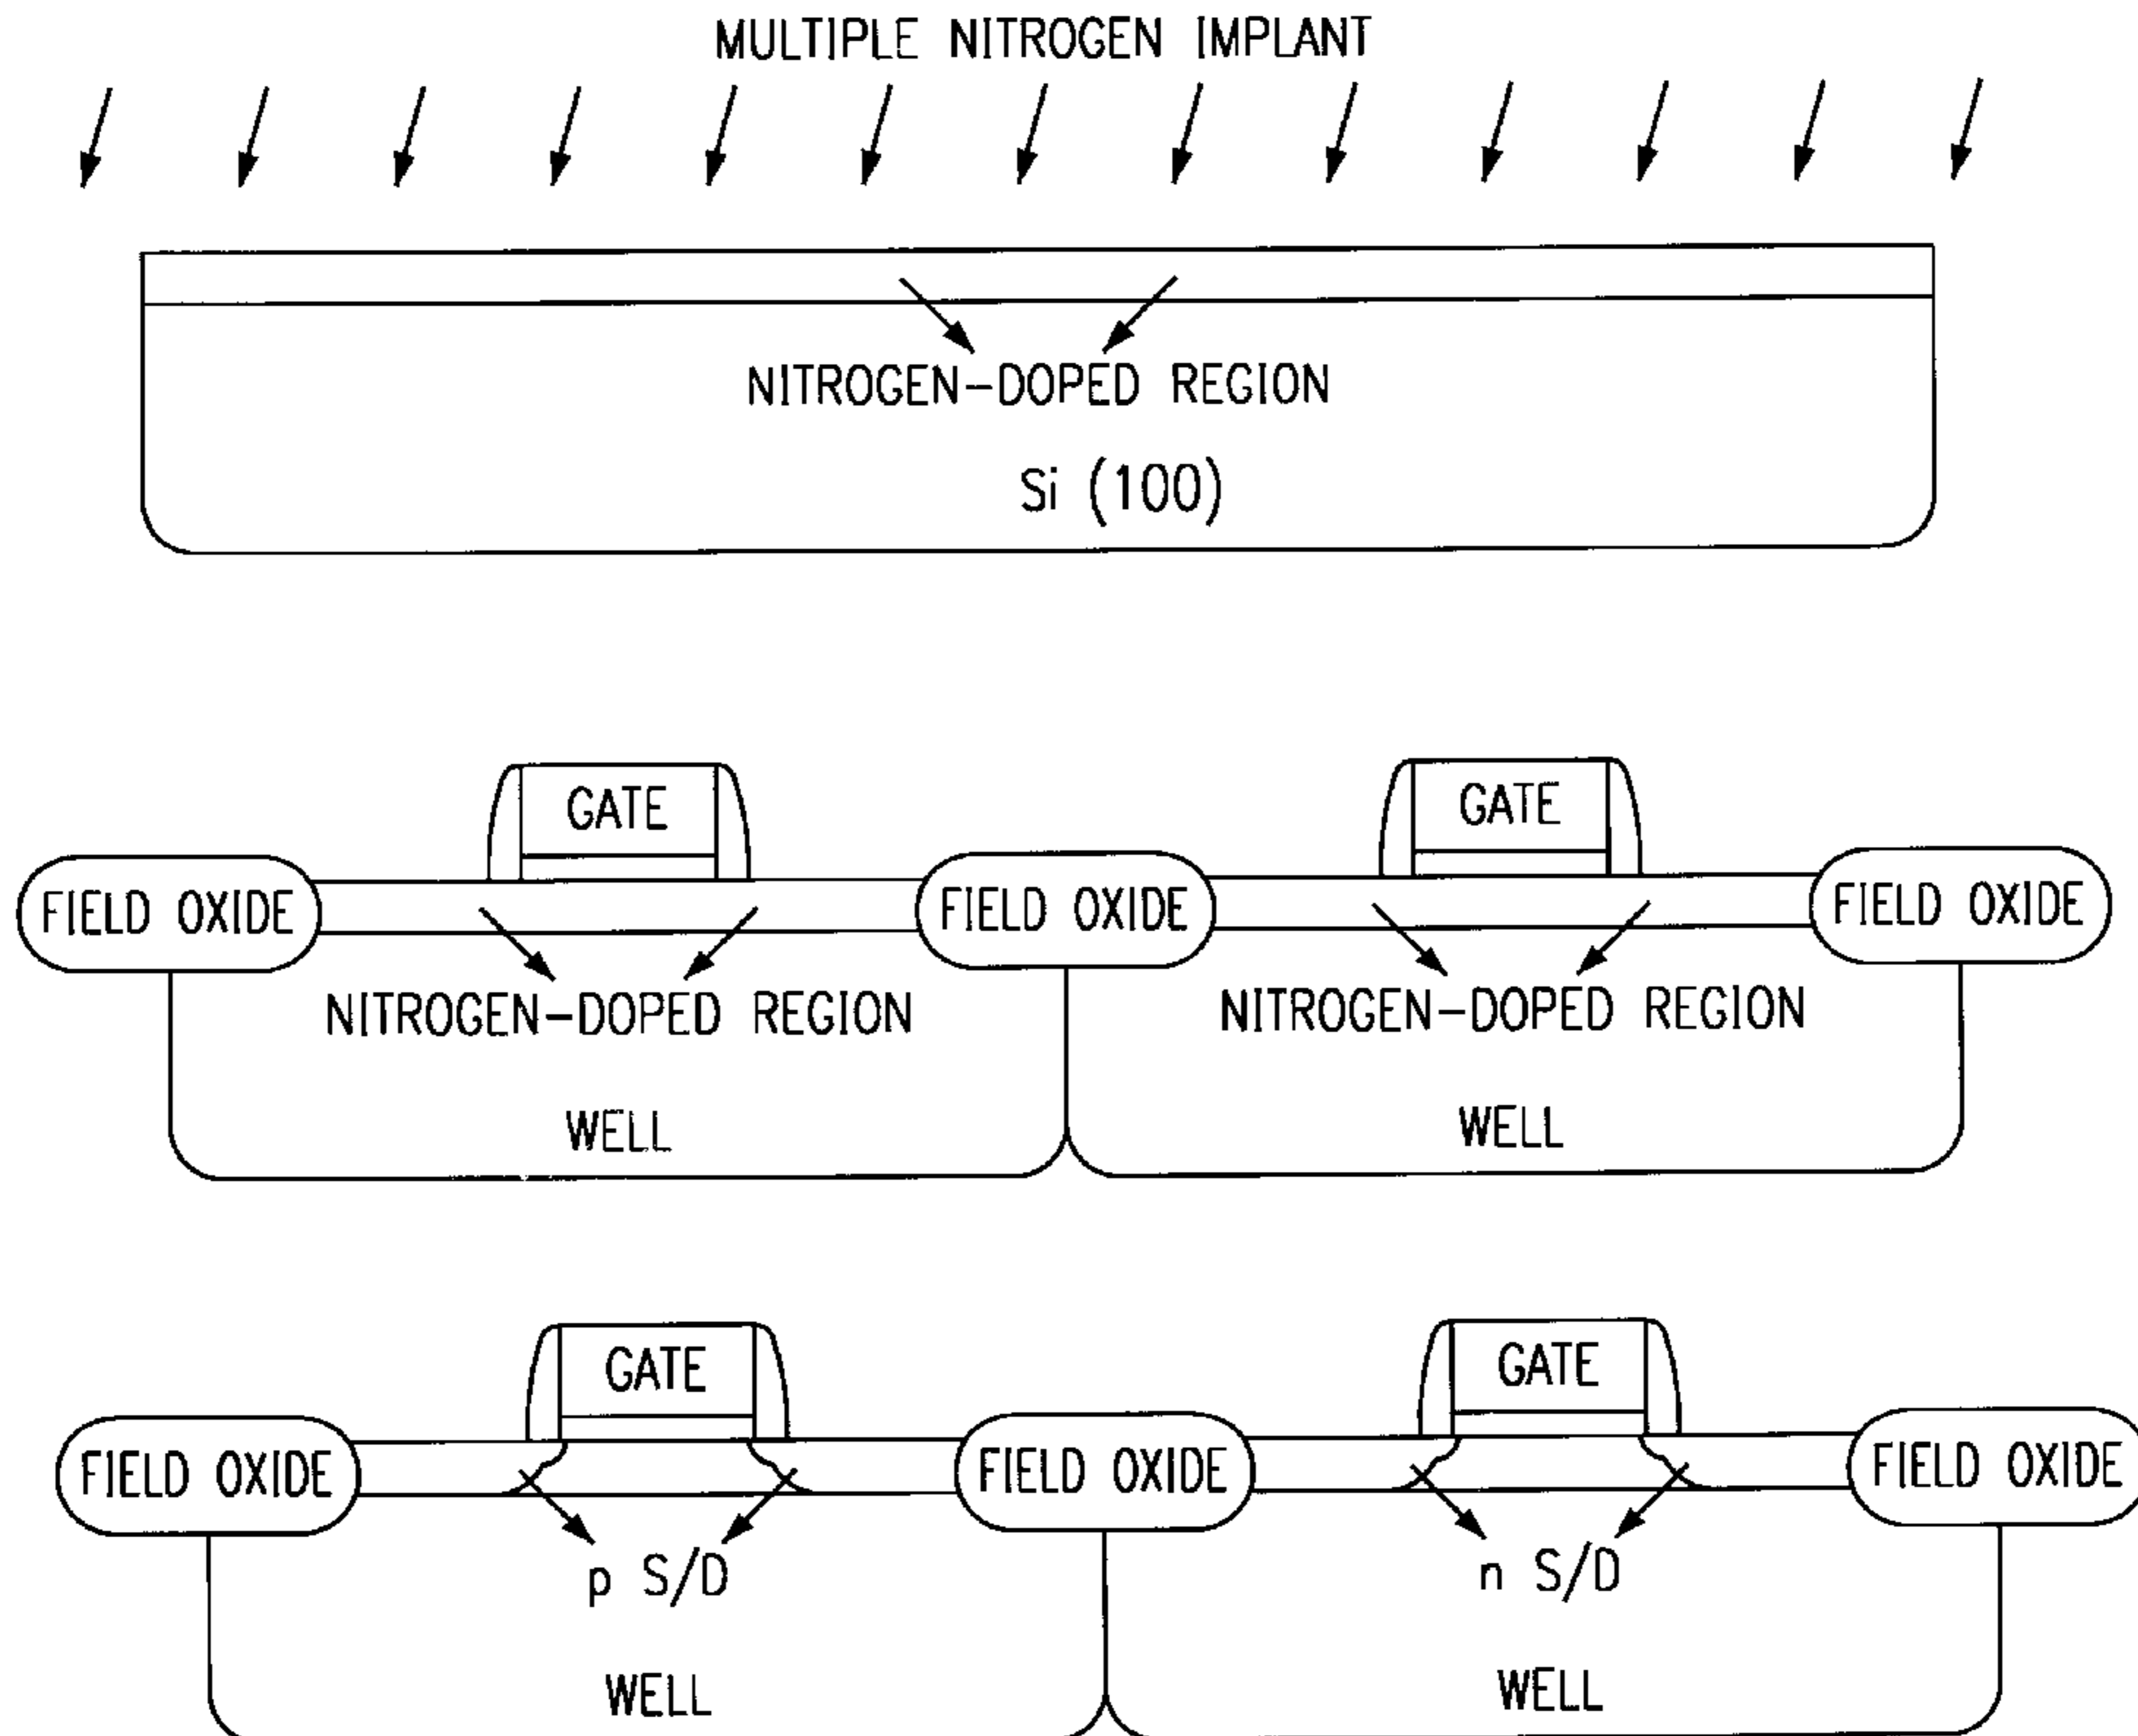 MULTIPLE NITROGEN IMPLANT
NITROGEN-DOPED REGION
Si (100)
GATE
GATE
FIELD OXIDE
FIELD OXIDE
FIELD OXIDE
NITROGEN-DOPED REGION
NITROGEN-DOPED REGION
WELL
WELL
GATE
GATE
FIELD OXIDE
FIELD OXIDE
FIELD OXIDE
p S/D
n S/D
WELL
WELL